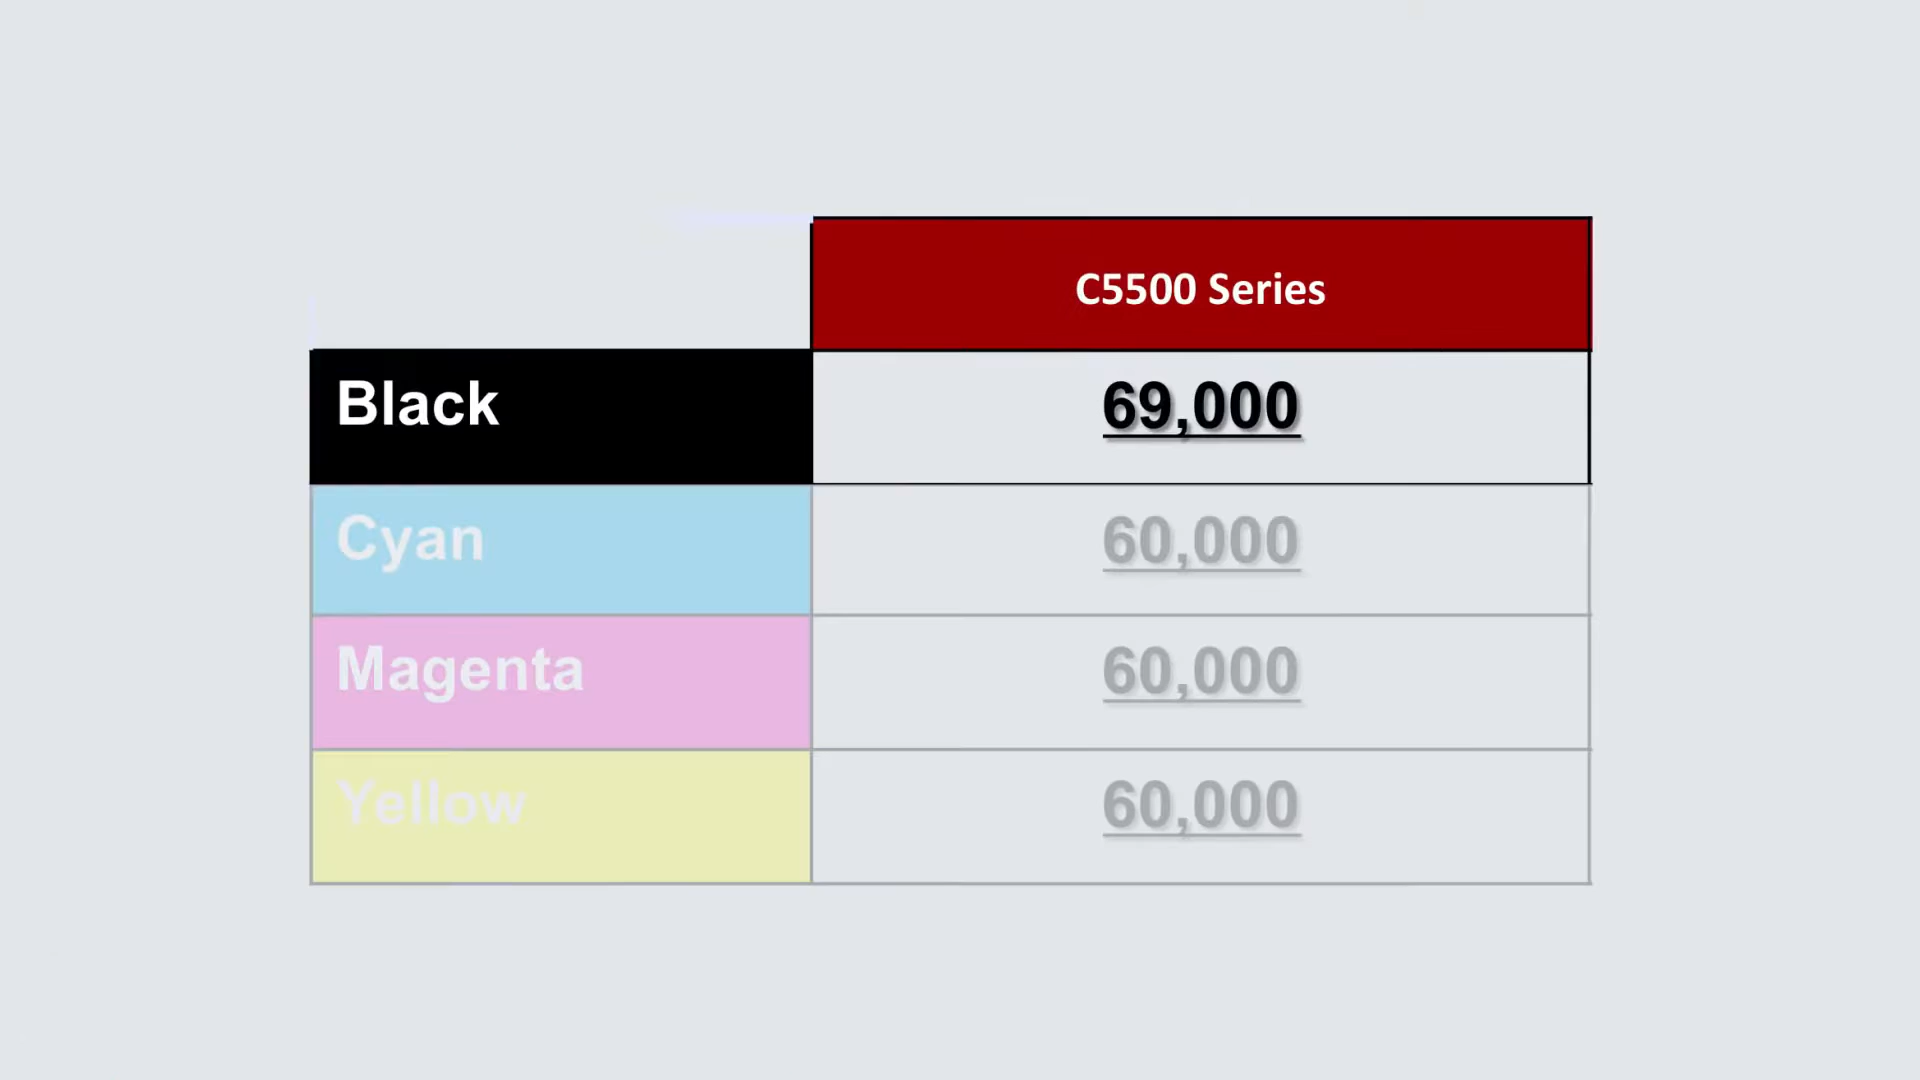 C5500 Series
Black 69,000
Cyan 60,000
Magenta 60,000
Yellow 60,000